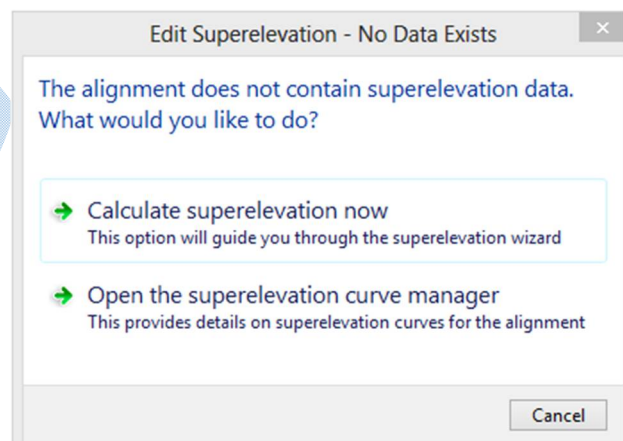 Edit Superelevation - No Data Exists
The alignment does not contain superelevation data.
What would you like to do?
Calculate superelevation now
This option will guide you through the superelevation wizard
Open the superelevation curve manager
This provides details on superelevation curves for the alignment
Cancel